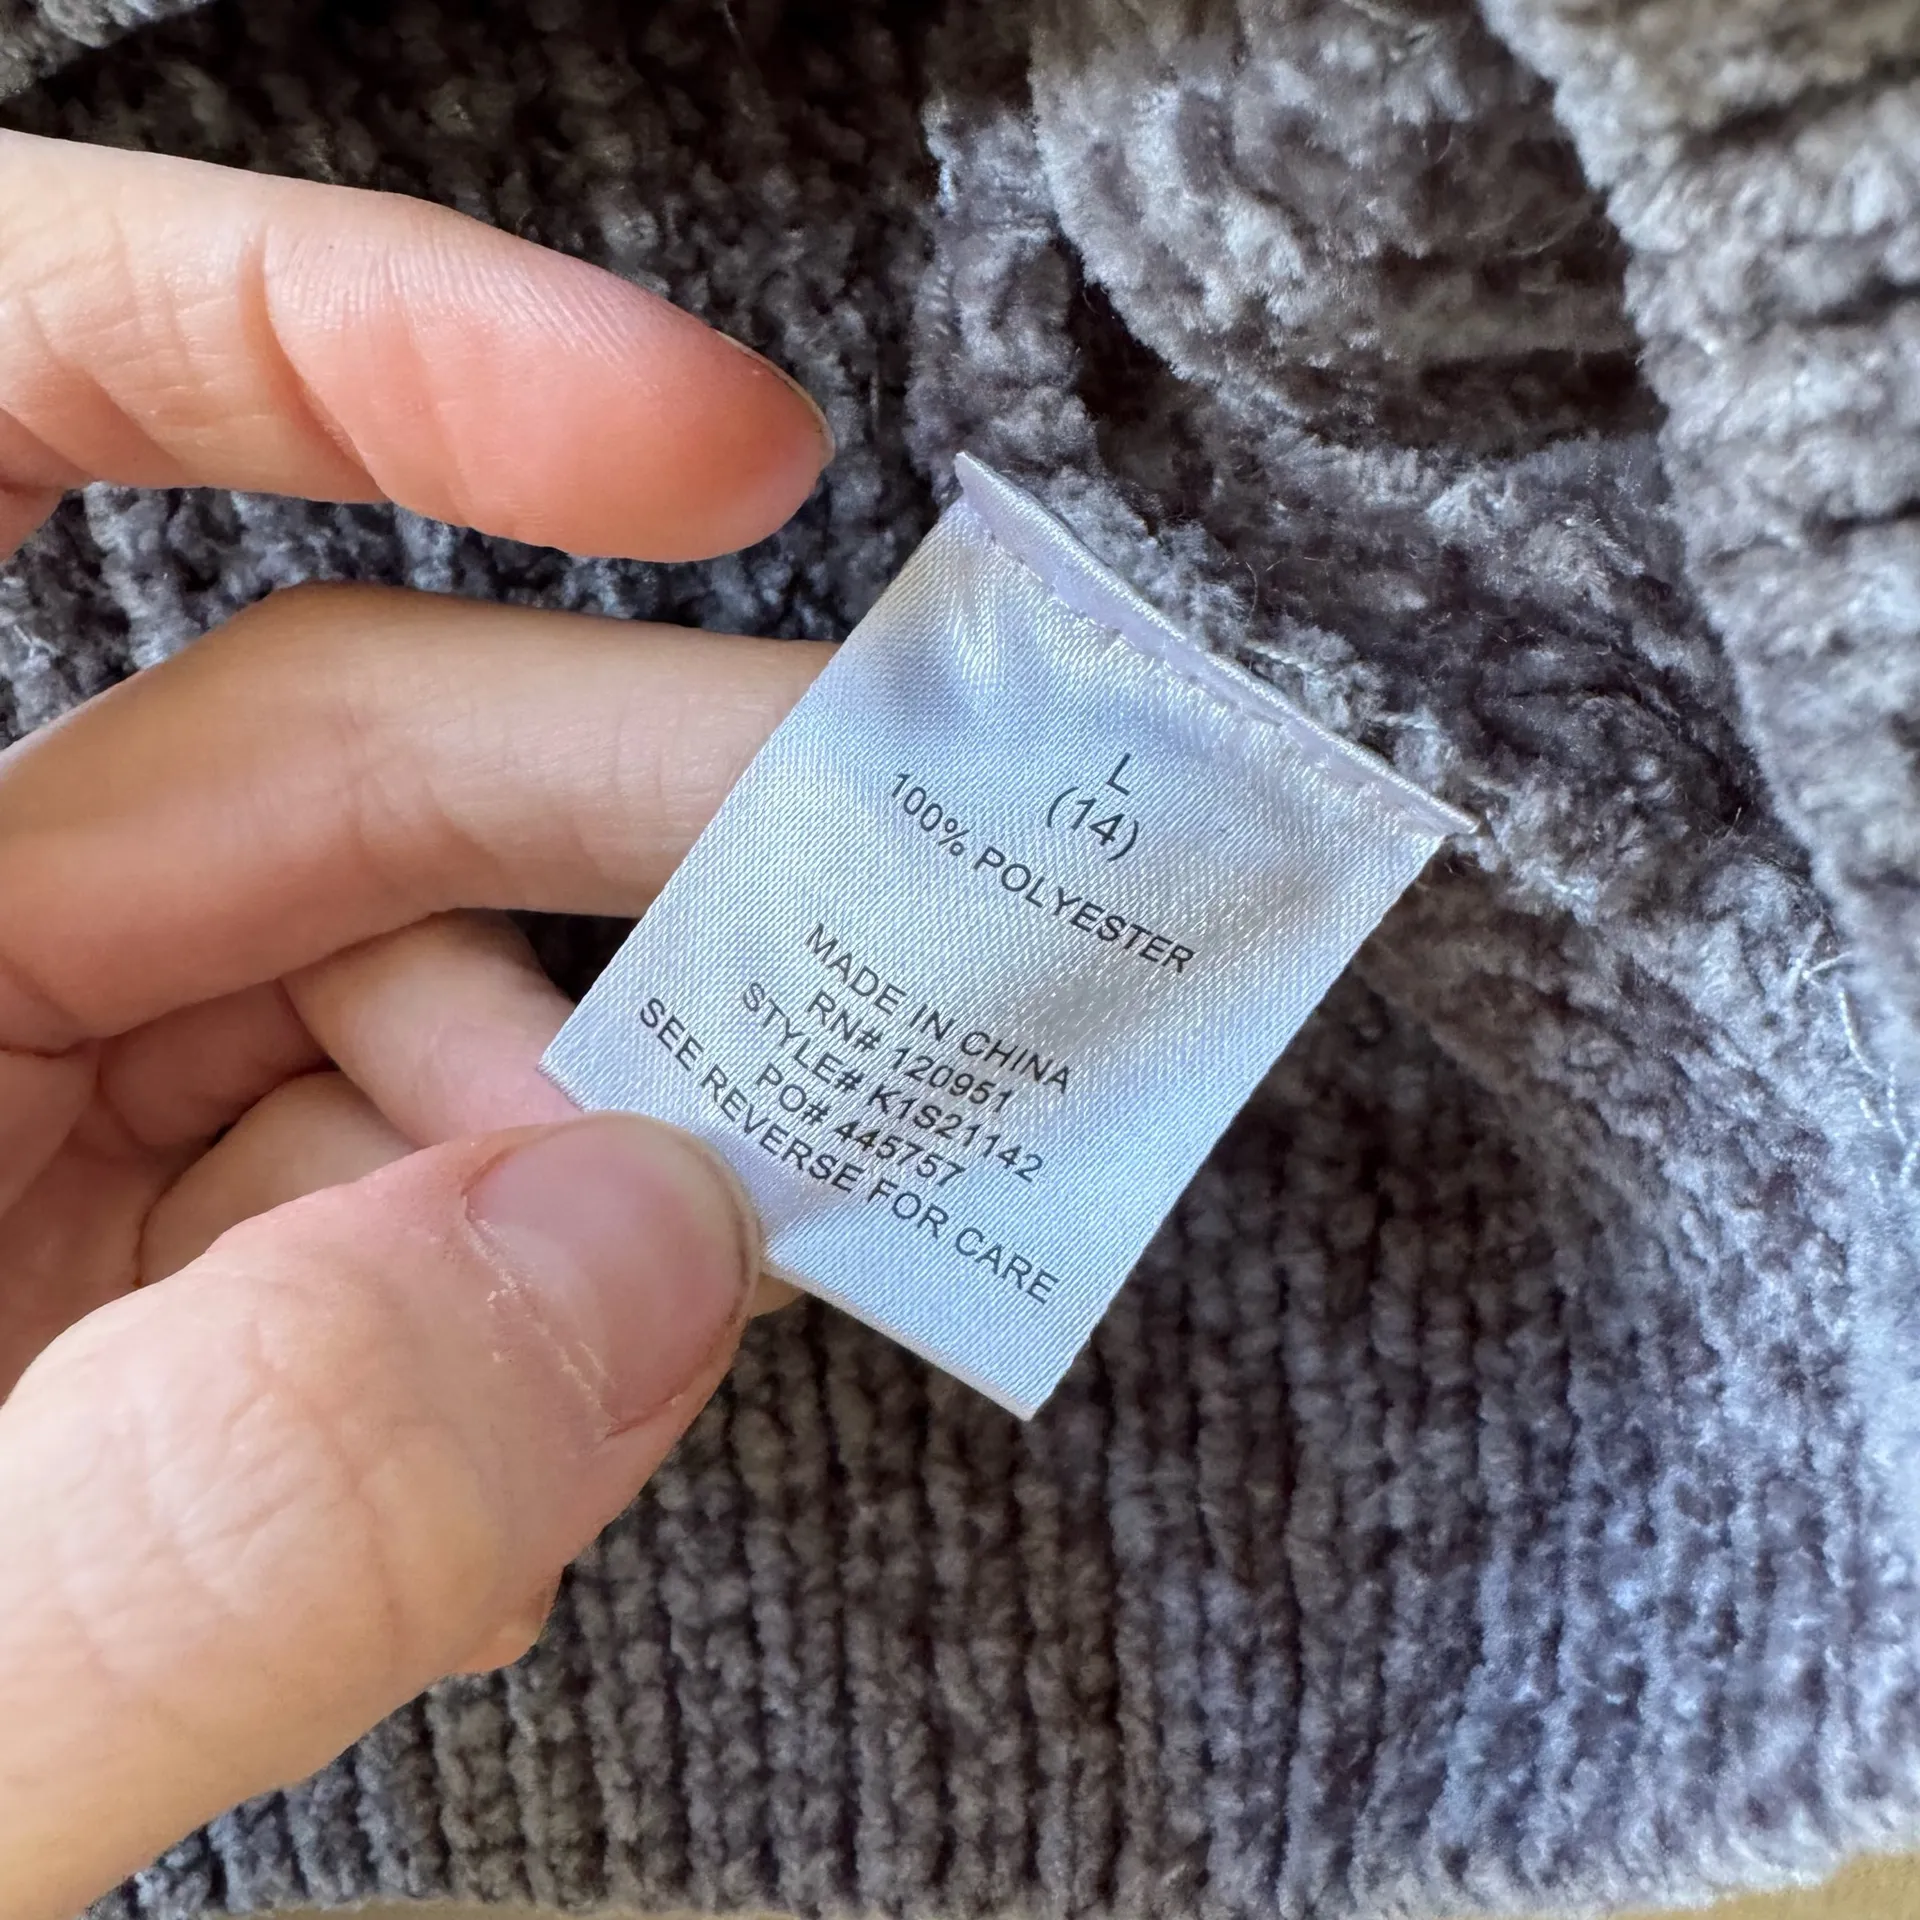 L
(14)
100% POLYESTER
MADE IN CHINA
RN# 120951
STYLE# K1S21142
PO# 445757
SEE REVERSE FOR CARE